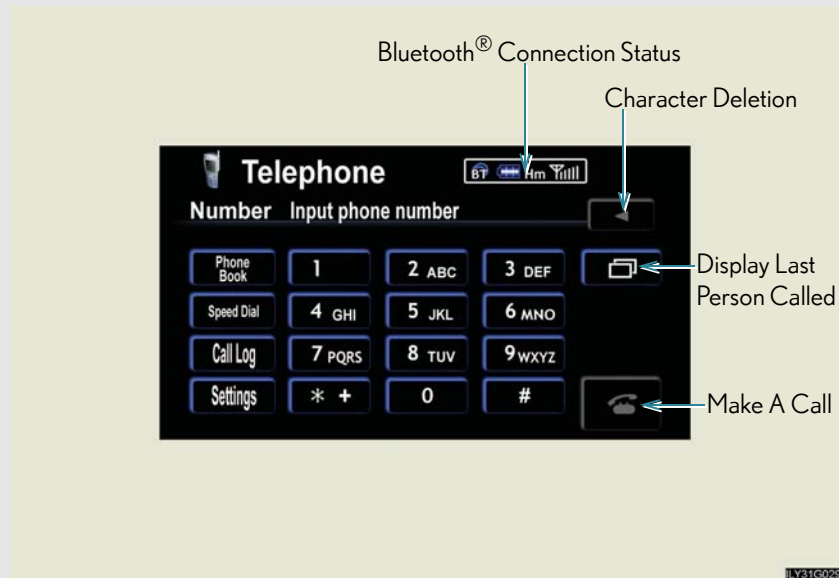 Bluetooth® Connection Status
Character Deletion
Telephone
BT Hm
Number Input phone number
Phone Book
1
2 ABC
3 DEF
Display Last
Person Called
Speed Dial
4 GHI
5 JKL
6 MNO
Call Log
7 PQRS
8 TUV
9 WXYZ
Settings
* +
0
#
Make A Call